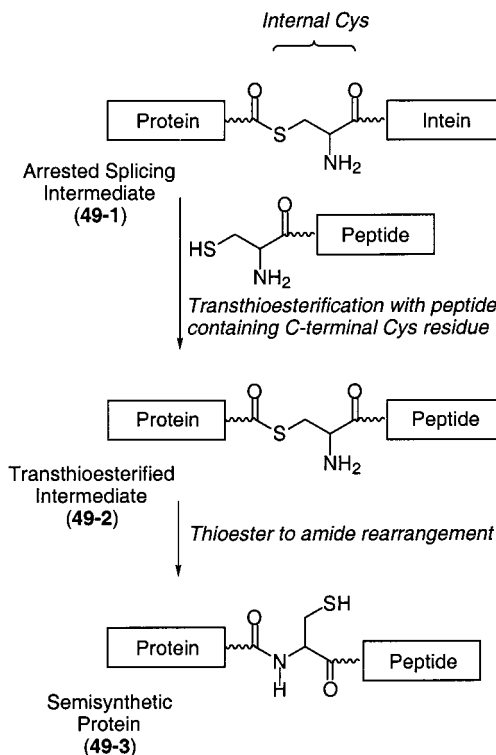 Internal Cys
O
O
Protein
S
Intein
NH2
Arrested Splicing
Intermediate
(49-1)
O
HS
Peptide
NH2
Transthioesterification with peptide
containing C-terminal Cys residue
O
O
Protein
S
Peptide
NH2
Transthioesterified
Intermediate
(49-2)
Thioester to amide rearrangement
SH
O
Protein
N
H
O
Peptide
Semisynthetic
Protein
(49-3)